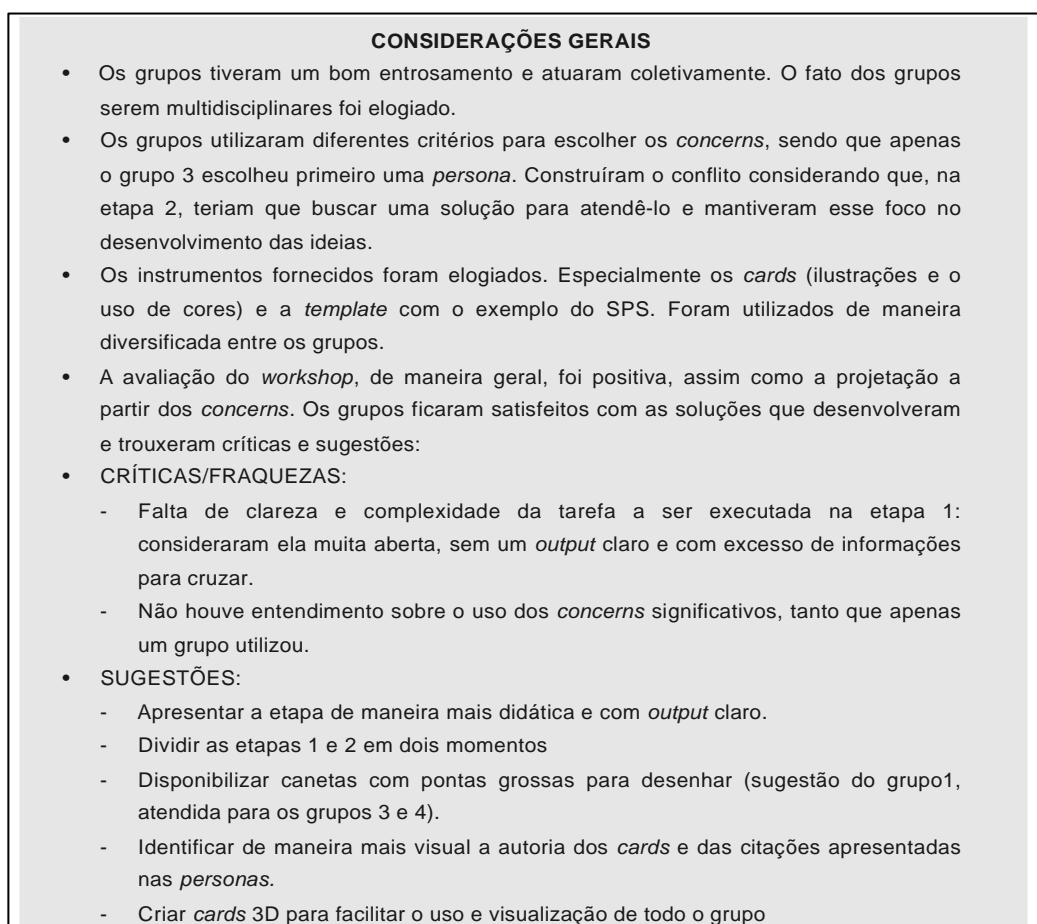 CONSIDERAÇÕES GERAIS
• Os grupos tiveram um bom entrosamento e atuaram coletivamente. O fato dos grupos
serem multidisciplinares foi elogiado.
• Os grupos utilizaram diferentes critérios para escolher os concerns, sendo que apenas
o grupo 3 escolheu primeiro uma persona. Construíram o conflito considerando que, na
etapa 2, teriam que buscar uma solução para atendê-lo e mantiveram esse foco no
desenvolvimento das ideias.
• Os instrumentos fornecidos foram elogiados. Especialmente os cards (ilustrações e o
uso de cores) e a template com o exemplo do SPS. Foram utilizados de maneira
diversificada entre os grupos.
• A avaliação do workshop, de maneira geral, foi positiva, assim como a projetação a
partir dos concerns. Os grupos ficaram satisfeitos com as soluções que desenvolveram
e trouxeram críticas e sugestões:
• CRÍTICAS/FRAQUEZAS:
- Falta de clareza e complexidade da tarefa a ser executada na etapa 1:
consideraram ela muita aberta, sem um output claro e com excesso de informações
para cruzar.
- Não houve entendimento sobre o uso dos concerns significativos, tanto que apenas
um grupo utilizou.
• SUGESTÕES:
- Apresentar a etapa de maneira mais didática e com output claro.
- Dividir as etapas 1 e 2 em dois momentos
- Disponibilizar canetas com pontas grossas para desenhar (sugestão do grupo1,
atendida para os grupos 3 e 4).
- Identificar de maneira mais visual a autoria dos cards e das citações apresentadas
nas personas.
- Criar cards 3D para facilitar o uso e visualização de todo o grupo